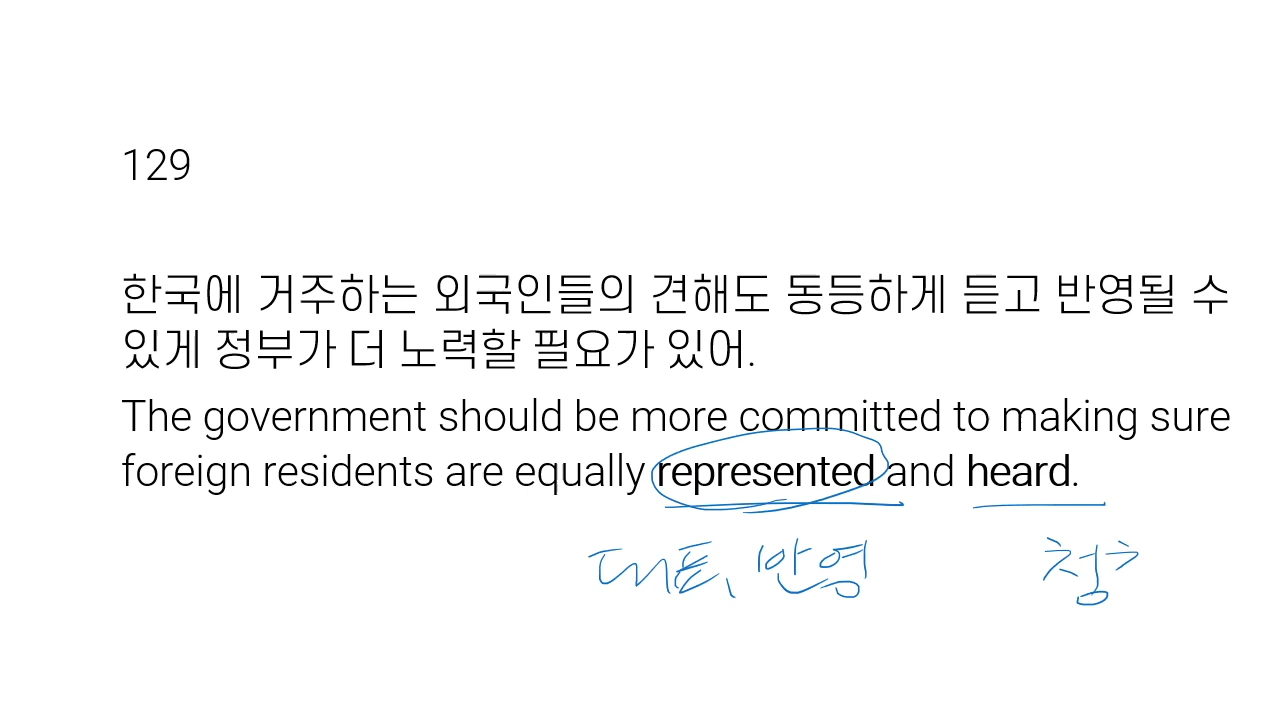 129
한국에 거주하는 외국인들의 견해도 동등하게 듣고 반영될 수
있게 정부가 더 노력할 필요가 있어.
The government should be more committed to making sure
foreign residents are equally represented and heard.
대표, 반영